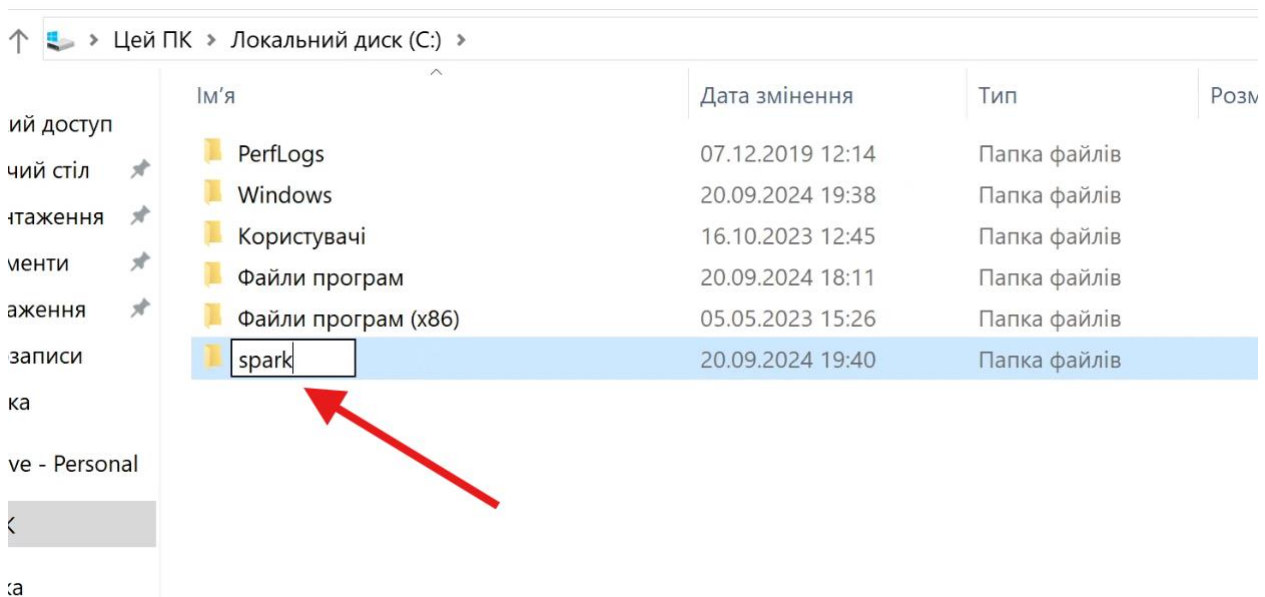 Цей ПК > Локальний диск (C:) >
Ім’я Дата змінення Тип Розм
ий доступ
чий стіл
нтаження
менти
аження
записи
ка
ve - Personal
К
ка
PerfLogs 07.12.2019 12:14 Папка файлів
Windows 20.09.2024 19:38 Папка файлів
Користувачі 16.10.2023 12:45 Папка файлів
Файли програм 20.09.2024 18:11 Папка файлів
Файли програм (x86) 05.05.2023 15:26 Папка файлів
spark 20.09.2024 19:40 Папка файлів